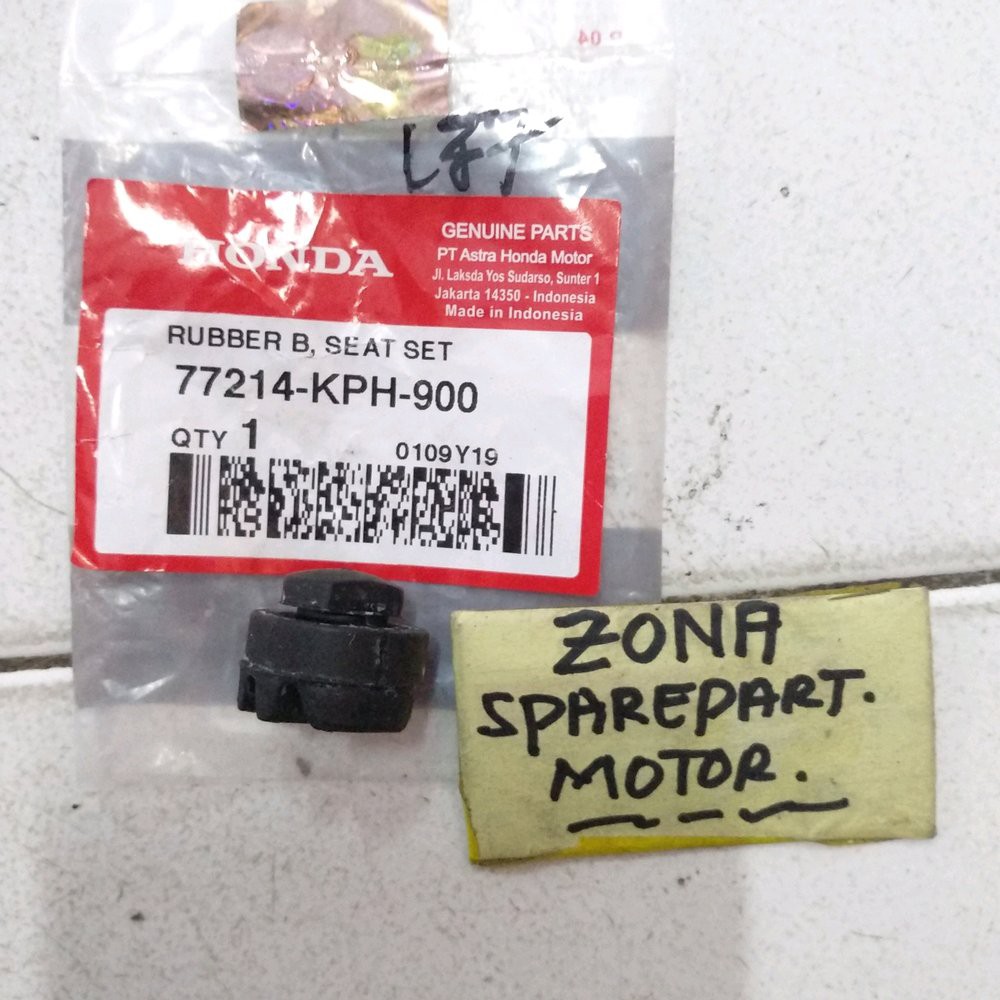 HONDA
GENUINE PARTS
PT Astra Honda Motor
Jl. Laksda Yos Sudarso, Sunter 1
Jakarta 14350 - Indonesia
Made in Indonesia
RUBBER B, SEAT SET
77214-KPH-900
QTY 1
0109Y19
ZONA
SPAREPART.
MOTOR.